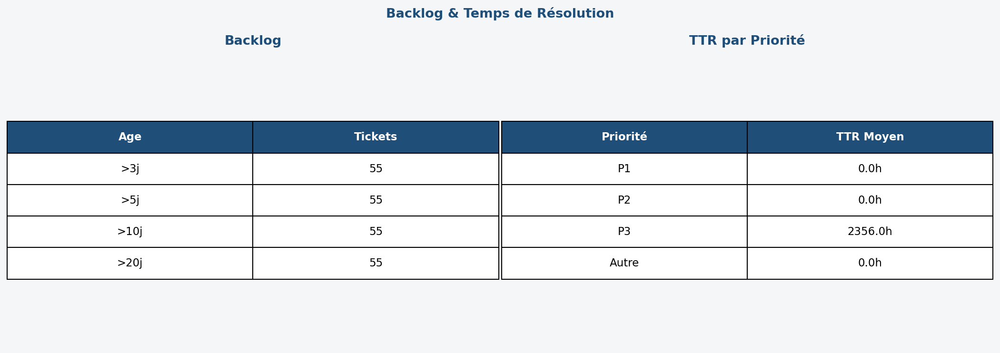 Backlog & Temps de Résolution
Backlog
Age Tickets
>3j 55
>5j 55
>10j 55
>20j 55
TTR par Priorité
Priorité TTR Moyen
P1 0.0h
P2 0.0h
P3 2356.0h
Autre 0.0h